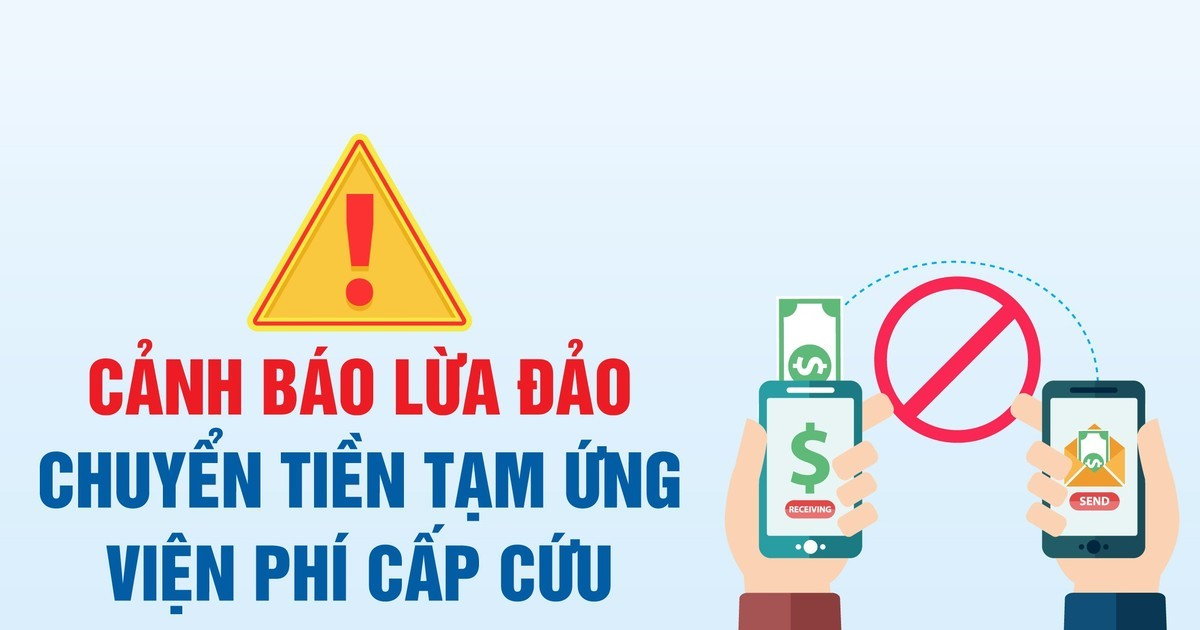 CẢNH BÁO LỪA ĐẢO
CHUYỂN TIỀN TẠM ỨNG
VIỆN PHÍ CẤP CỨU
$
$
RECEIVING
$
SEND